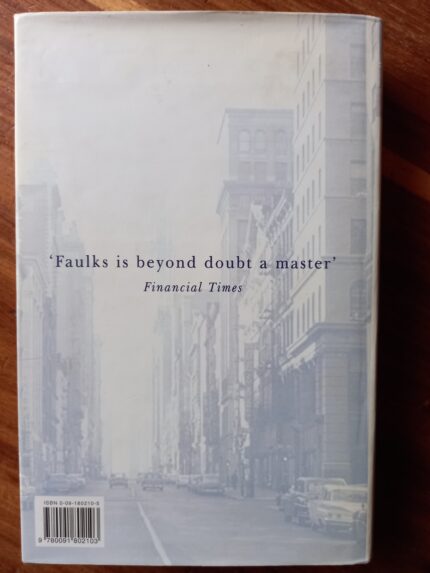 ‘Faulks is beyond doubt a master’
Financial Times
ISBN 0-09-180210-5
9 780091 802103